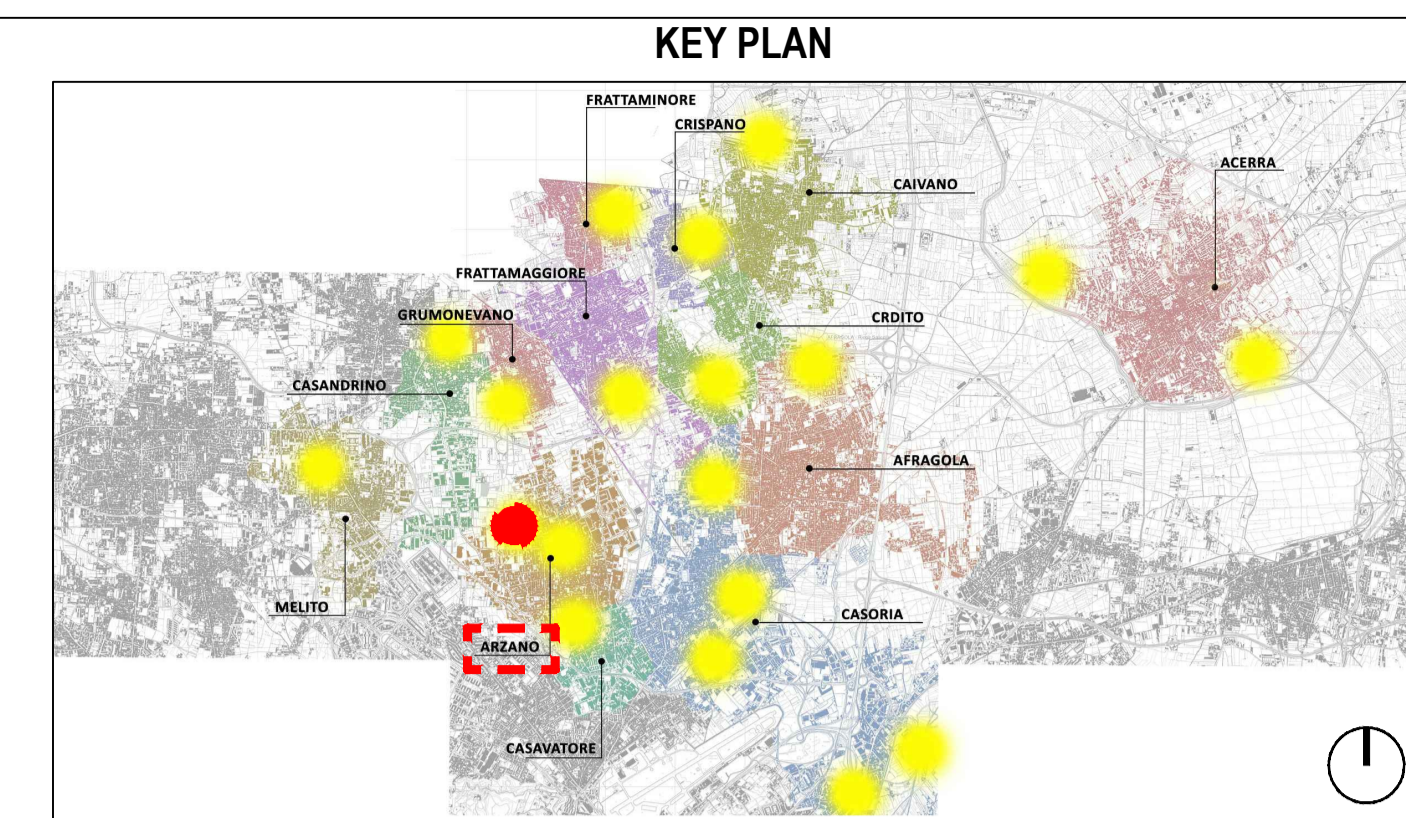 KEY PLAN
FRATTAMINORE
CRISPANO
ACERRA
CAIVANO
FRATTAMAGGIORE
GRUMONEVANO
CRDITO
CASANDRINO
AFRAGOLA
MELITO
CASORIA
ARZANO
CASAVATORE